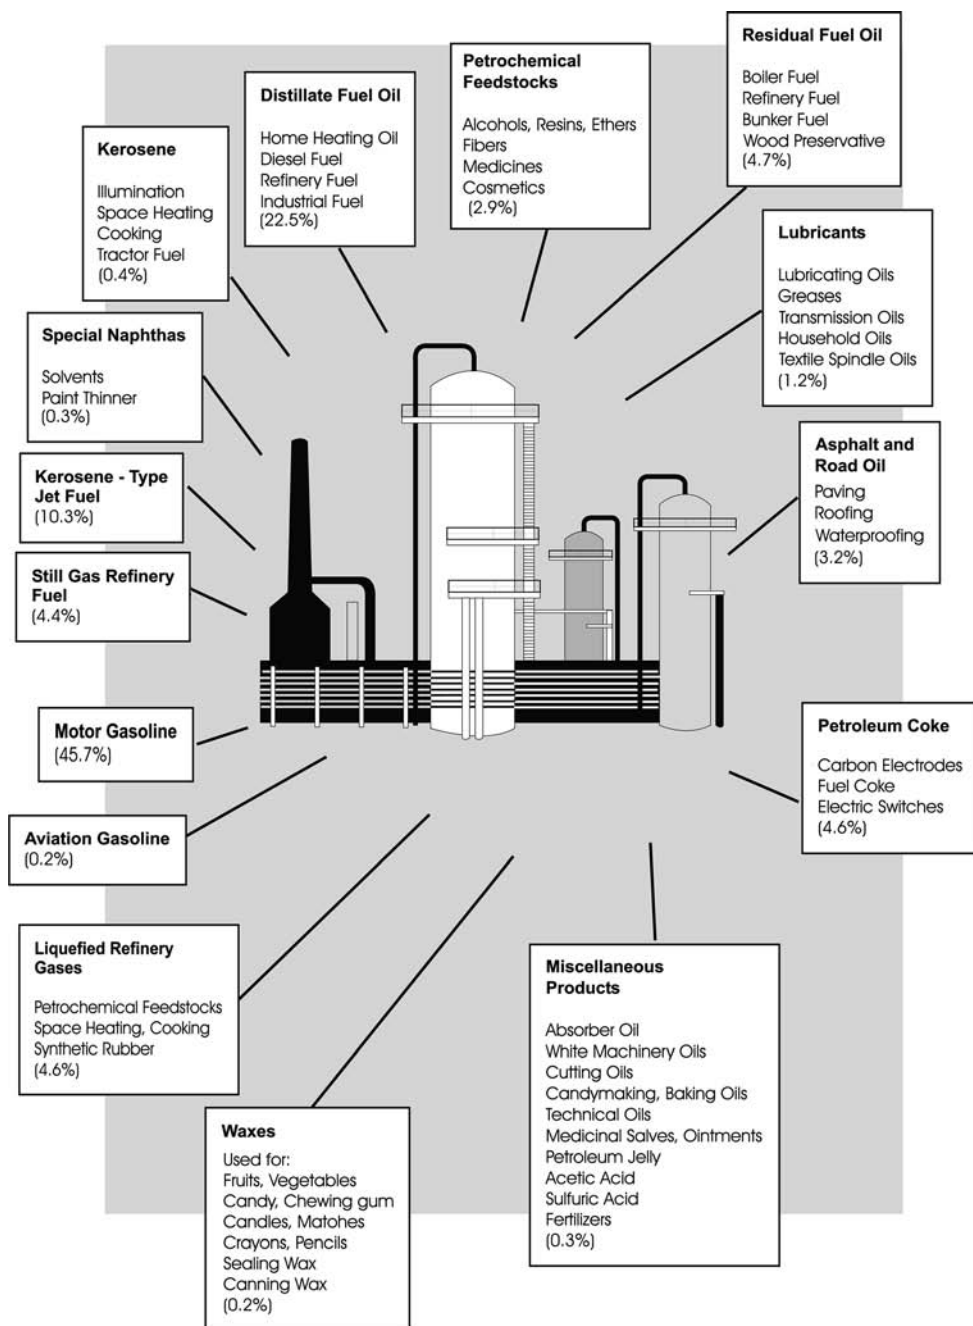 Residual Fuel Oil
Boiler Fuel
Refinery Fuel
Bunker Fuel
Wood Preservative
(4.7%)
Petrochemical
Feedstocks
Alcohols, Resins, Ethers
Fibers
Medicines
Cosmetics
(2.9%)
Distillate Fuel Oil
Home Heating Oil
Diesel Fuel
Refinery Fuel
Industrial Fuel
(22.5%)
Kerosene
Illumination
Space Heating
Cooking
Tractor Fuel
(0.4%)
Lubricants
Lubricating Oils
Greases
Transmission Oils
Household Oils
Textile Spindle Oils
(1.2%)
Special Naphthas
Solvents
Paint Thinner
(0.3%)
Asphalt and
Road Oil
Paving
Roofing
Waterproofing
(3.2%)
Kerosene - Type
Jet Fuel
(10.3%)
Still Gas Refinery
Fuel
(4.4%)
Motor Gasoline
(45.7%)
Petroleum Coke
Carbon Electrodes
Fuel Coke
Electric Switches
(4.6%)
Aviation Gasoline
(0.2%)
Liquefied Refinery
Gases
Petrochemical Feedstocks
Space Heating, Cooking
Synthetic Rubber
(4.6%)
Miscellaneous
Products
Absorber Oil
White Machinery Oils
Cutting Oils
Candymaking, Baking Oils
Technical Oils
Medicinal Salves, Ointments
Petroleum Jelly
Acetic Acid
Sulfuric Acid
Fertilizers
(0.3%)
Waxes
Used for:
Fruits, Vegetables
Candy, Chewing gum
Candles, Matohes
Crayons, Pencils
Sealing Wax
Canning Wax
(0.2%)